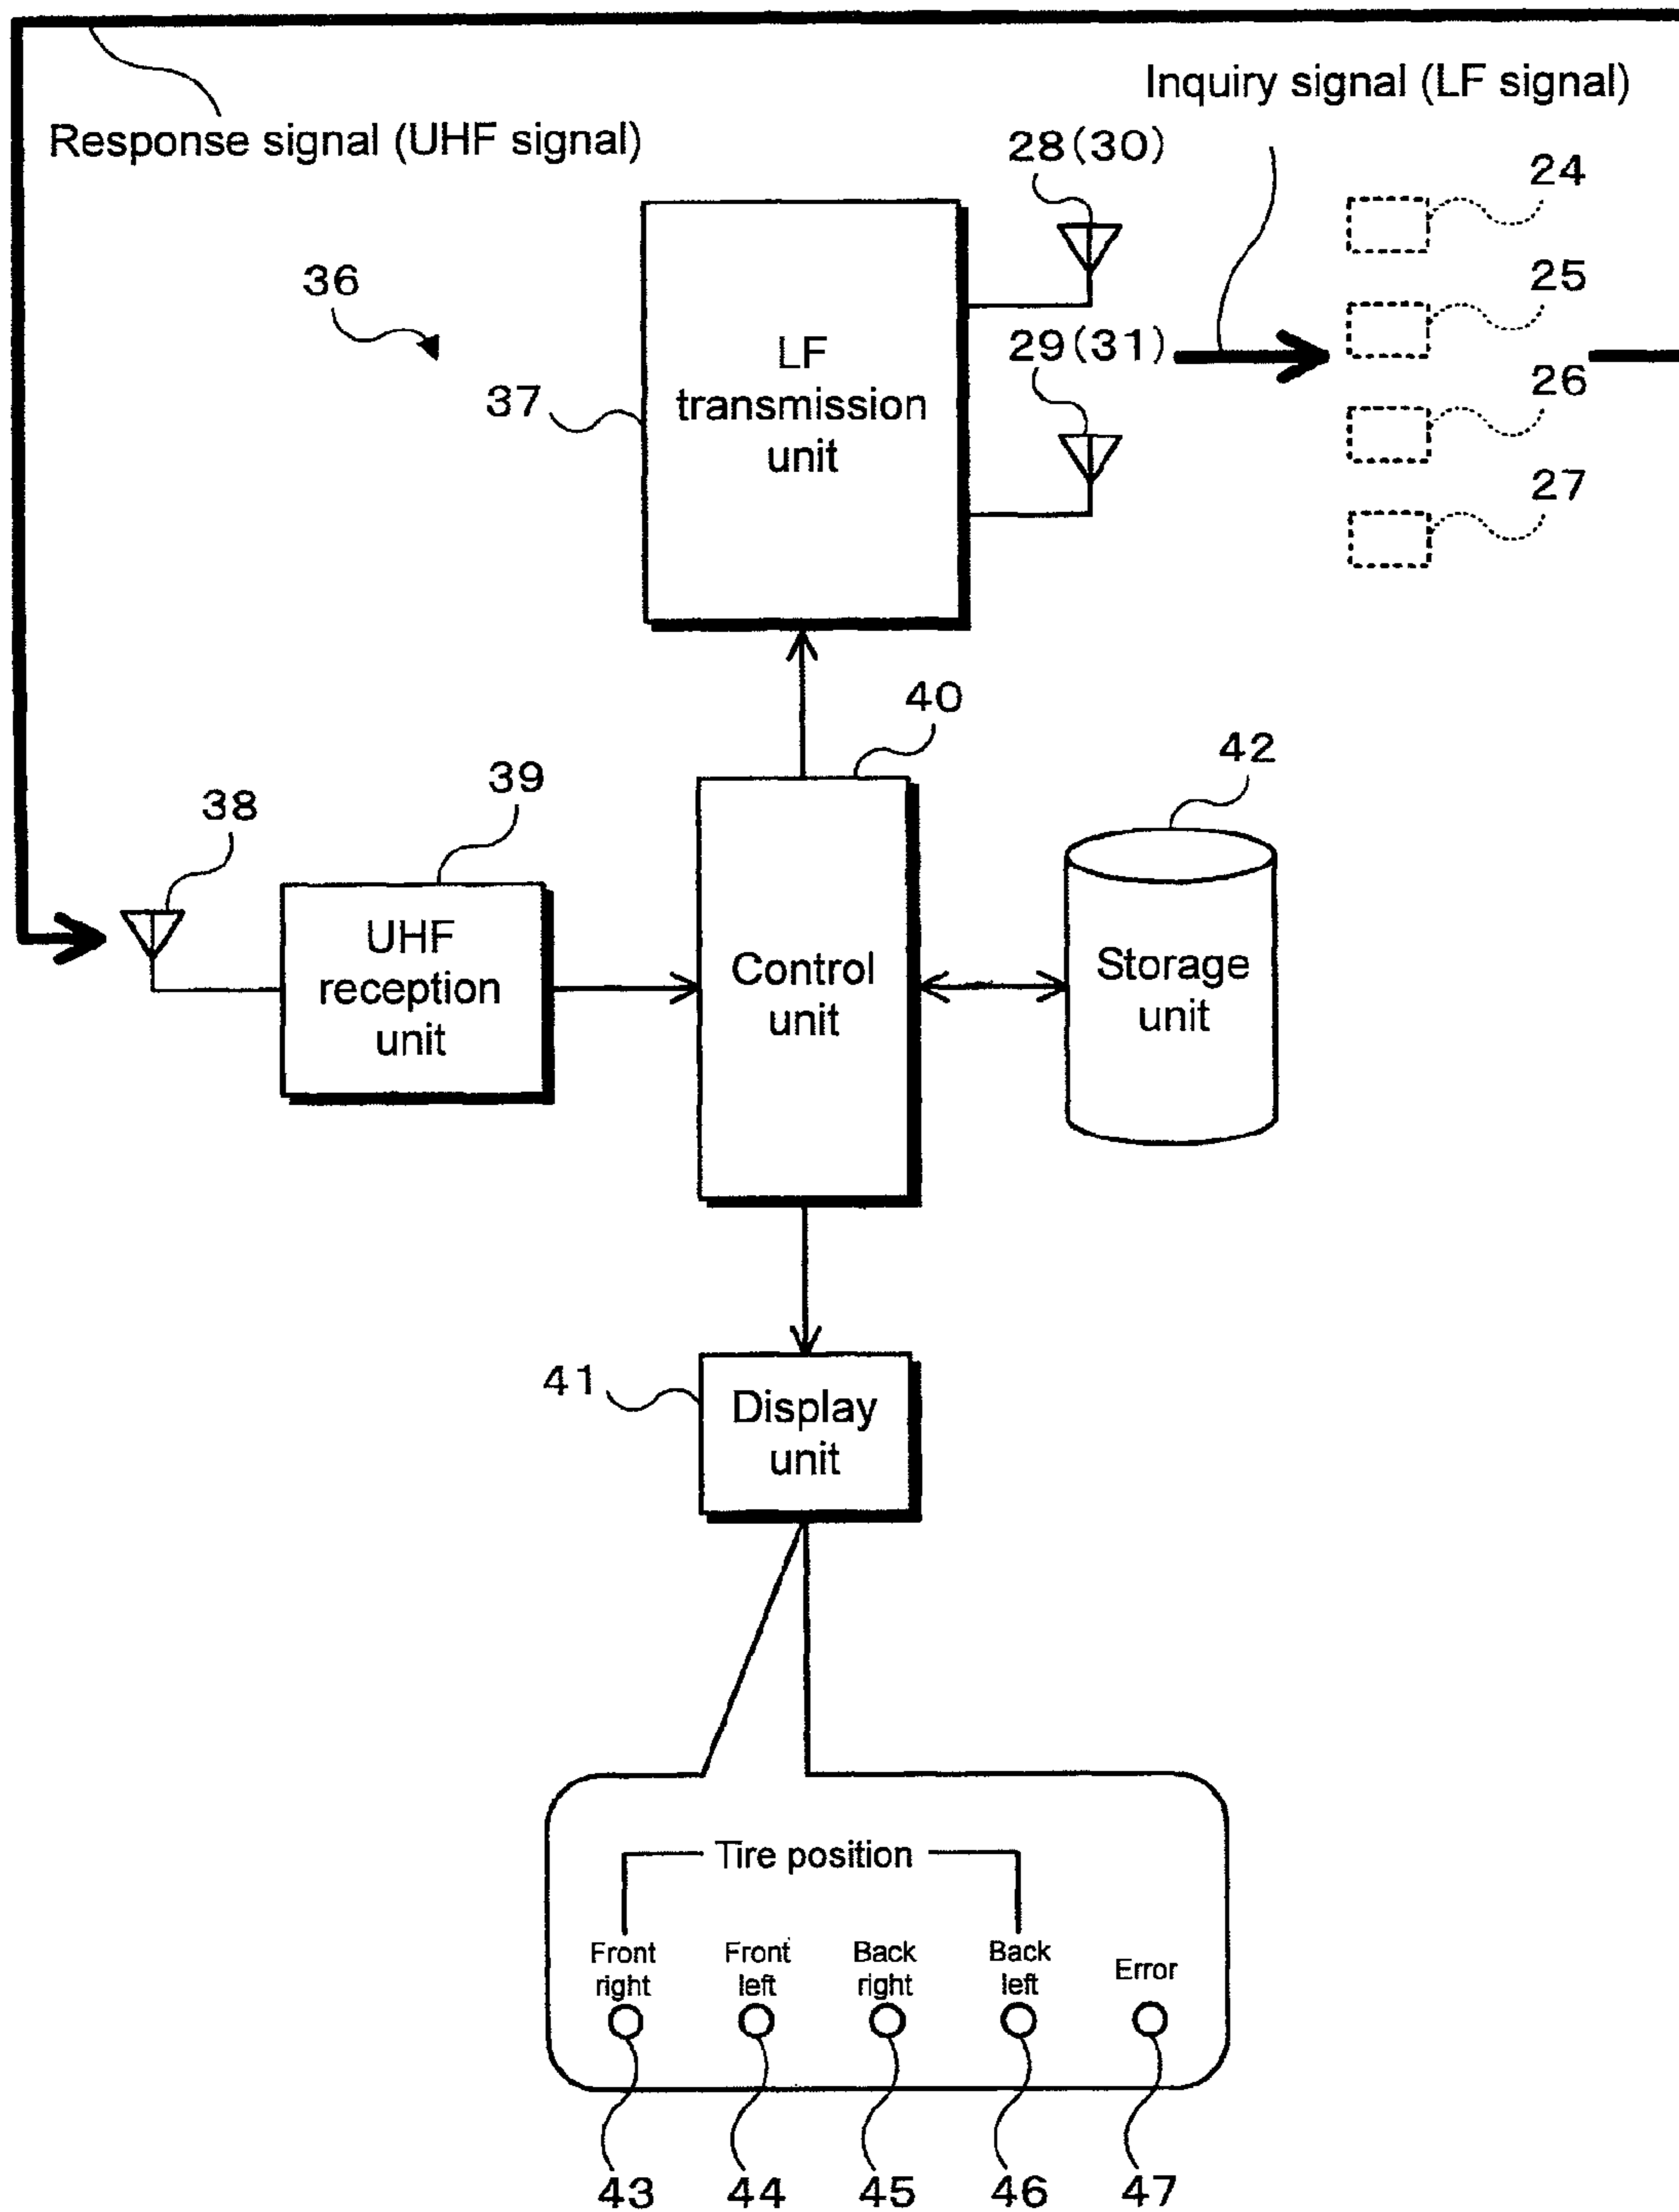 Inquiry signal (LF signal)
Response signal (UHF signal)
28(30)
24
36
25
29(31)
LF
transmission
unit
37
26
27
40
42
39
38
UHF
reception
unit
Control
unit
Storage
unit
41
Display
unit
Tire position
Front
right
Front
left
Back
right
Back
left
Error
43
44
45
46
47